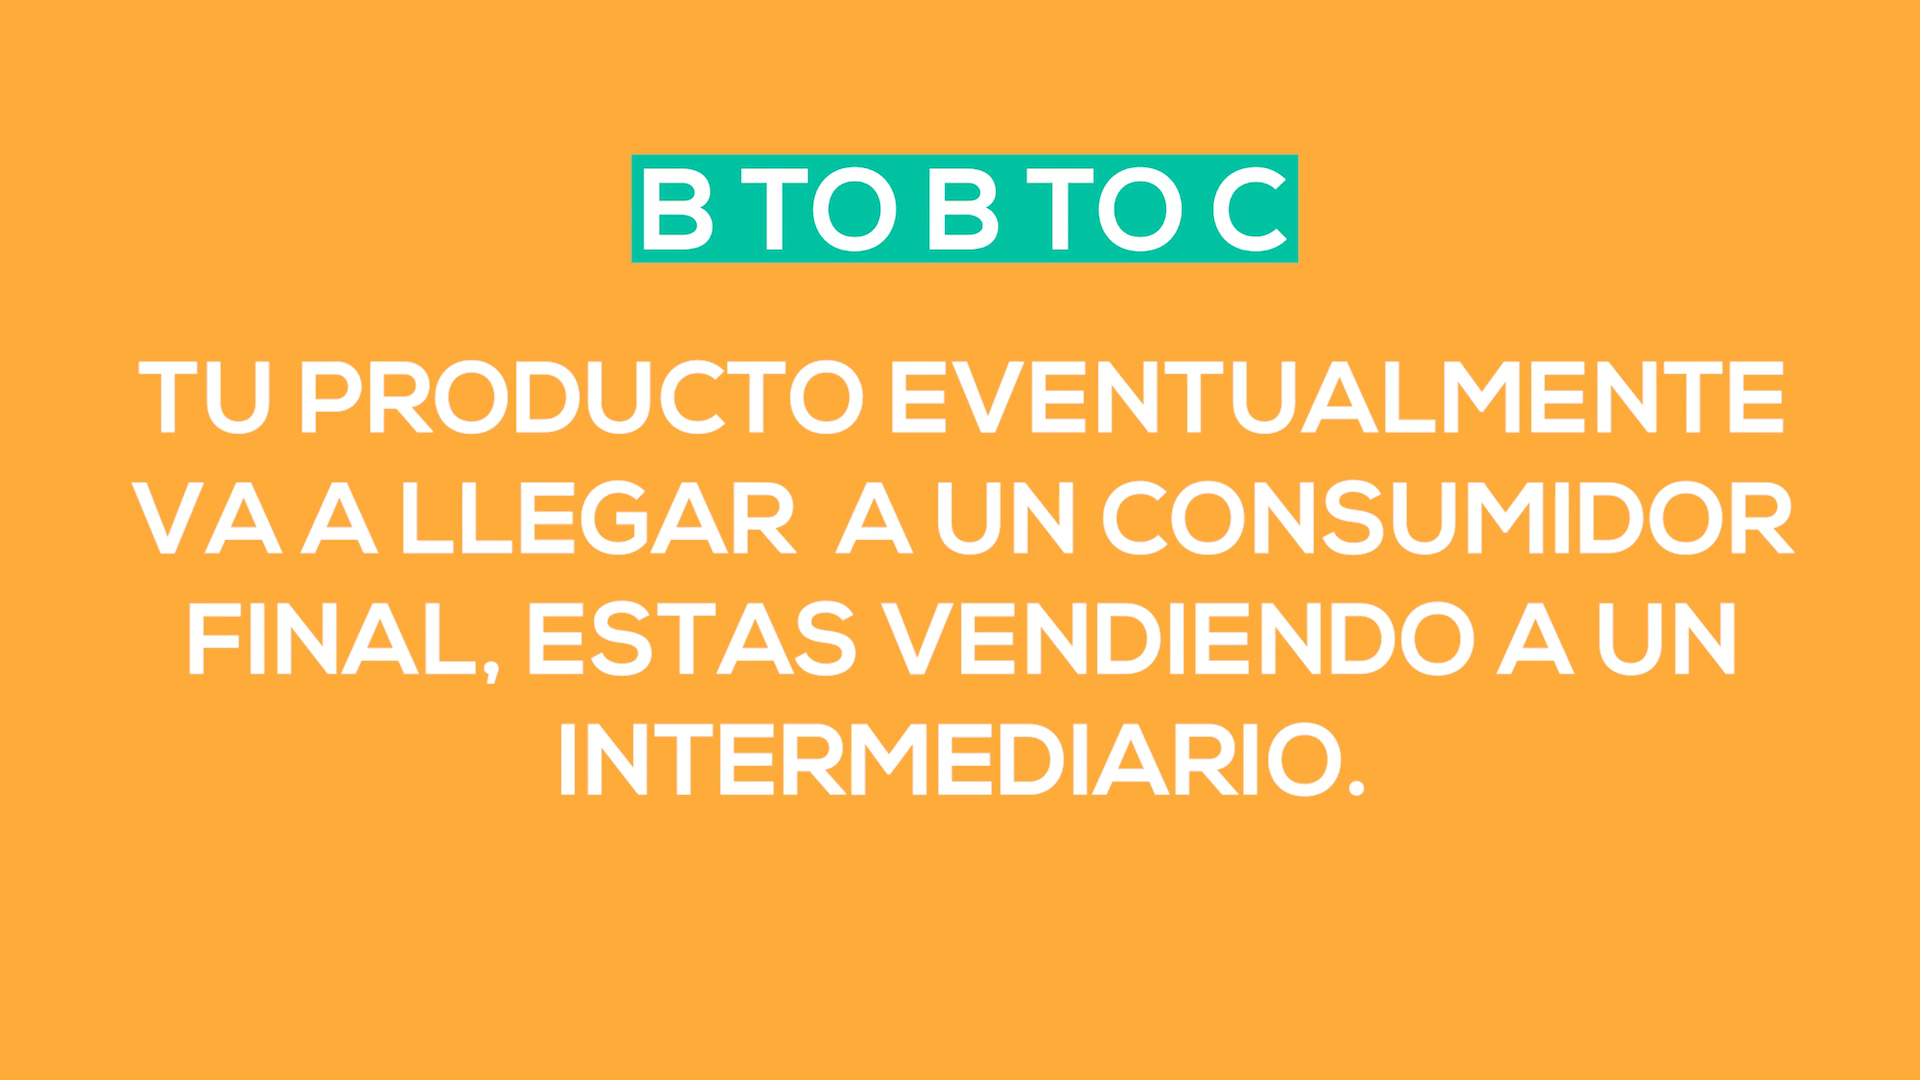 B TO B TO C
TU PRODUCTO EVENTUALMENTE
VA A LLEGAR A UN CONSUMIDOR
FINAL, ESTAS VENDIENDO A UN
INTERMEDIARIO.